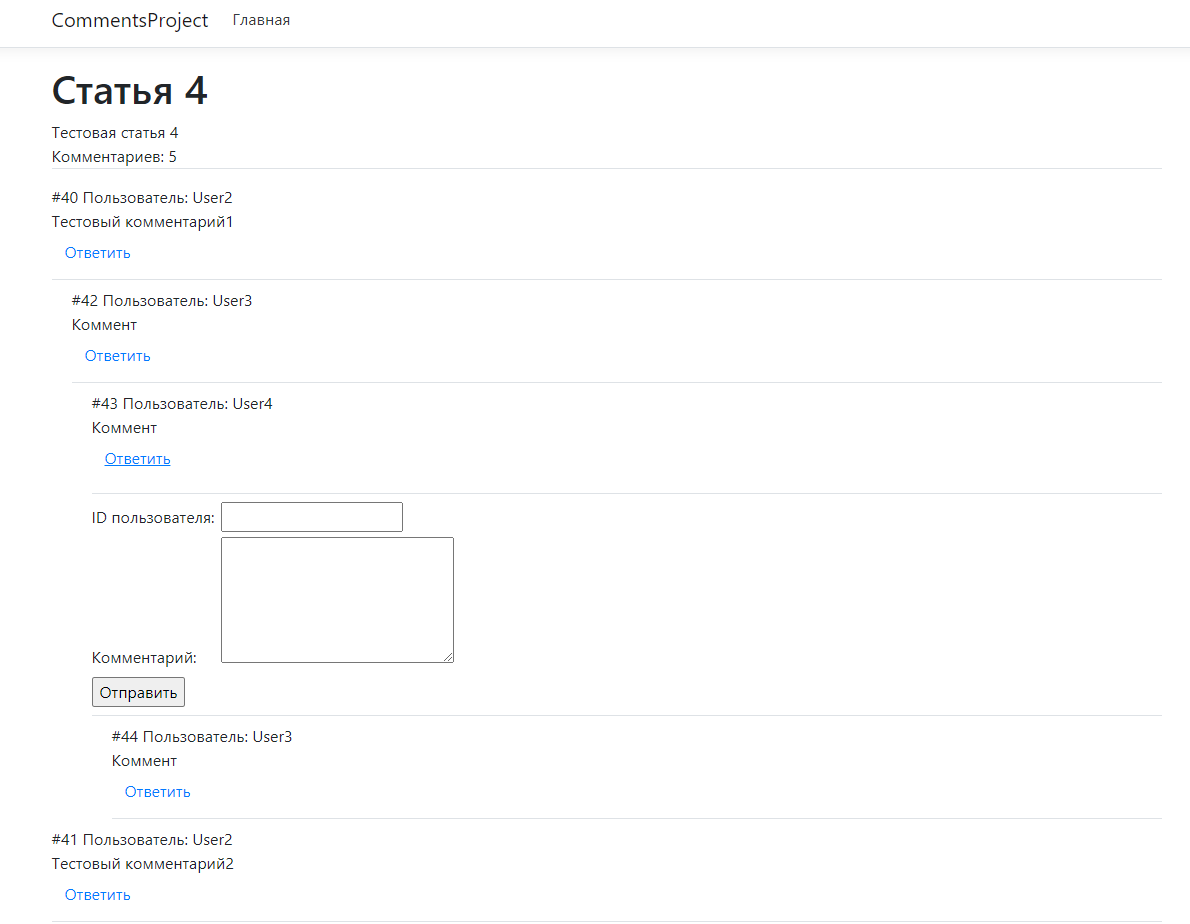 CommentsProject Главная
Статья 4
Тестовая статья 4
Комментариев: 5
#40 Пользователь: User2
Тестовый комментарий1
Ответить
#42 Пользователь: User3
Коммент
Ответить
#43 Пользователь: User4
Коммент
Ответить
ID пользователя:
Комментарий:
Отправить
#44 Пользователь: User3
Коммент
Ответить
#41 Пользователь: User2
Тестовый комментарий2
Ответить